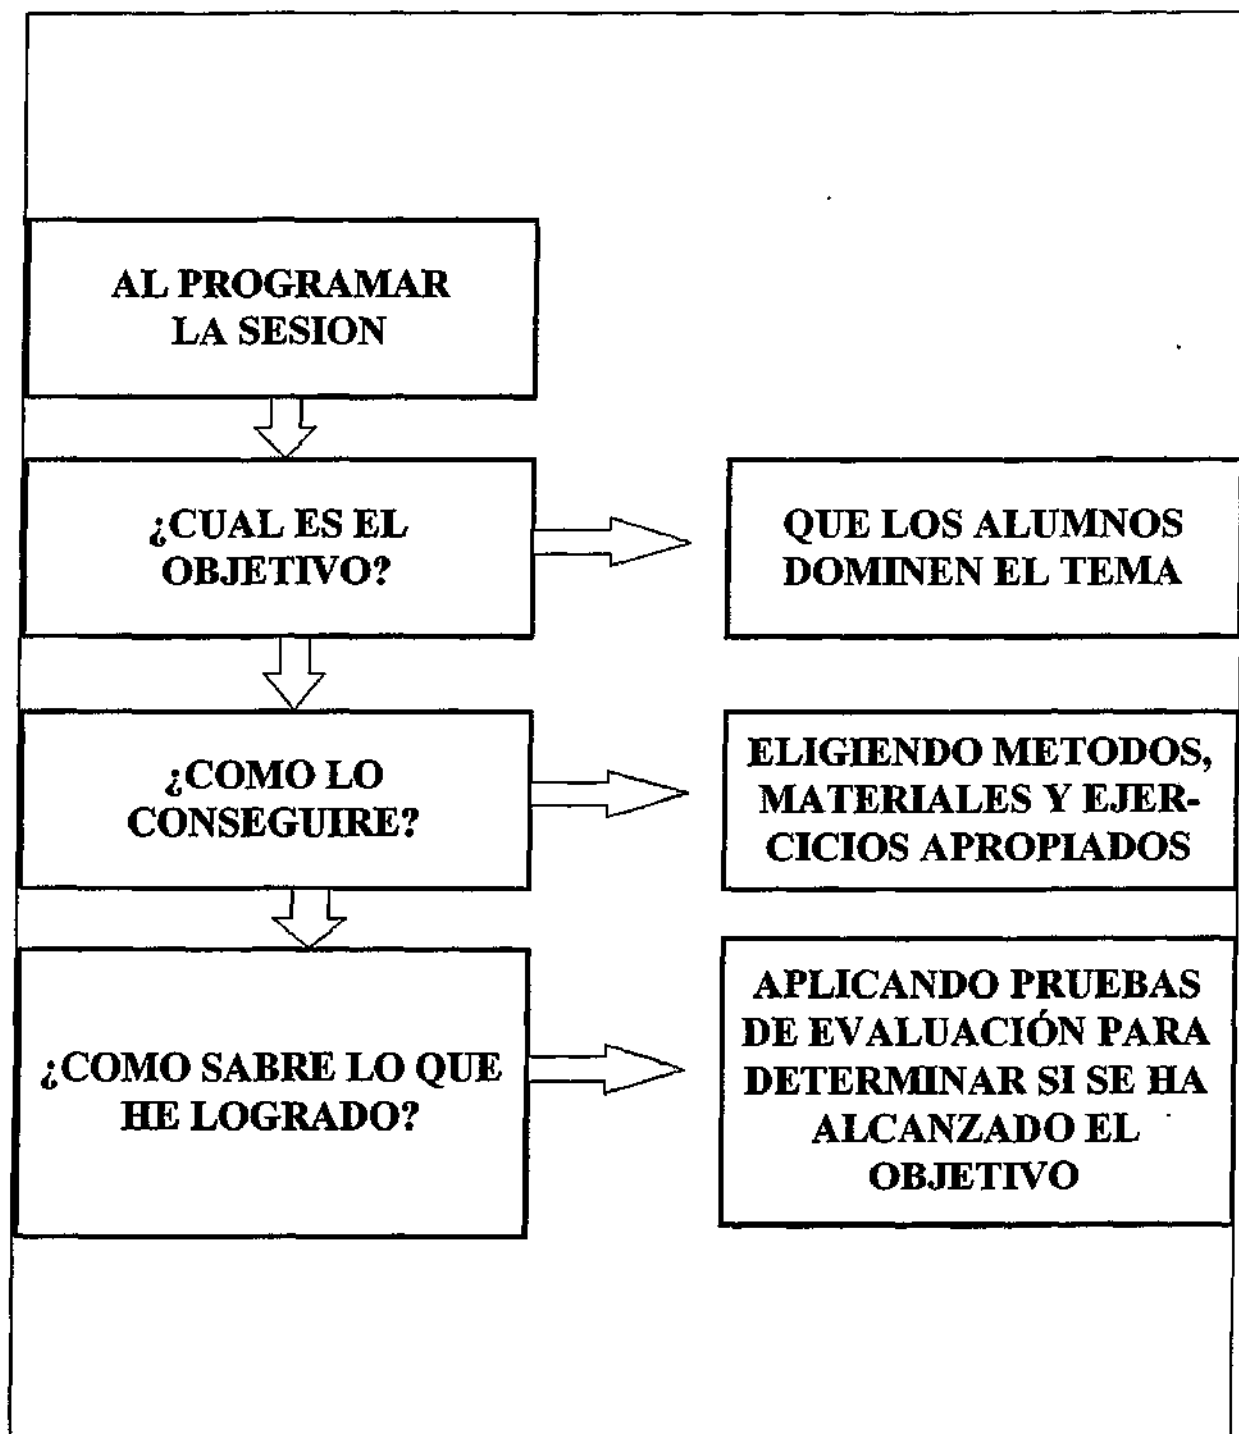 AL PROGRAMAR
LA SESION
¿CUAL ES EL
OBJETIVO?
QUE LOS ALUMNOS
DOMINEN EL TEMA
¿COMO LO
CONSEGUIRE?
ELIGIENDO METODOS,
MATERIALES Y EJER-
CICIOS APROPIADOS
¿COMO SABRE LO QUE
HE LOGRADO?
APLICANDO PRUEBAS
DE EVALUACIÓN PARA
DETERMINAR SI SE HA
ALCANZADO EL
OBJETIVO